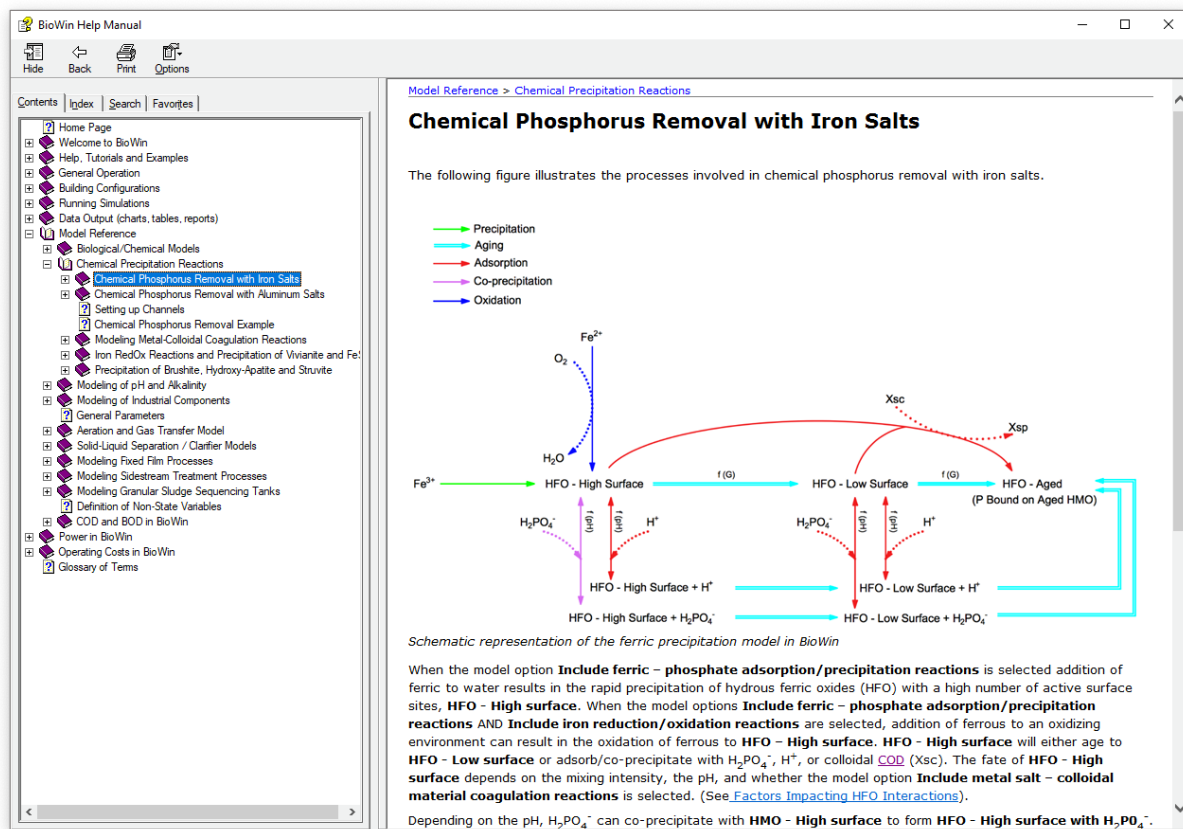 BioWin Help Manual
Hide Back Print Options
Contents Index Search Favorites
Home Page
Welcome to BioWin
Help, Tutorials and Examples
General Operation
Building Configurations
Running Simulations
Data Output (charts, tables, reports)
Model Reference
Biological/Chemical Models
Chemical Precipitation Reactions
Chemical Phosphorus Removal with Iron Salts
Chemical Phosphorus Removal with Aluminum Salts
Setting up Channels
Chemical Phosphorus Removal Example
Modeling Metal-Colloidal Coagulation Reactions
Iron RedOx Reactions and Precipitation of Vivianite and FeS
Precipitation of Brushite, Hydroxy-Apatite and Struvite
Modeling of pH and Alkalinity
Modeling of Industrial Components
General Parameters
Aeration and Gas Transfer Model
Solid-Liquid Separation / Clarifier Models
Modeling Fixed Film Processes
Modeling Sidestream Treatment Processes
Modeling Granular Sludge Sequencing Tanks
Definition of Non-State Variables
COD and BOD in BioWin
Power in BioWin
Operating Costs in BioWin
Glossary of Terms
Model Reference > Chemical Precipitation Reactions
Chemical Phosphorus Removal with Iron Salts
The following figure illustrates the processes involved in chemical phosphorus removal with iron salts.
Precipitation
Aging
Adsorption
Co-precipitation
Oxidation
Fe²⁺
O₂
Xsc
Xsp
H₂O
Fe³⁺ HFO - High Surface f (G) HFO - Low Surface f (G) HFO - Aged
(P Bound on Aged HMO)
H₂PO₄⁻ f (pH) f (pH) H⁺ H₂PO₄⁻ f (pH) f (pH) H⁺
HFO - High Surface + H⁺ HFO - Low Surface + H⁺
HFO - High Surface + H₂PO₄⁻ HFO - Low Surface + H₂PO₄⁻
Schematic representation of the ferric precipitation model in BioWin
When the model option Include ferric – phosphate adsorption/precipitation reactions is selected addition of
ferric to water results in the rapid precipitation of hydrous ferric oxides (HFO) with a high number of active surface
sites, HFO - High surface. When the model options Include ferric – phosphate adsorption/precipitation
reactions AND Include iron reduction/oxidation reactions are selected, addition of ferrous to an oxidizing
environment can result in the oxidation of ferrous to HFO – High surface. HFO - High surface will either age to
HFO - Low surface or adsorb/co-precipitate with H₂PO₄⁻, H⁺, or colloidal COD (Xsc). The fate of HFO - High
surface depends on the mixing intensity, the pH, and whether the model option Include metal salt – colloidal
material coagulation reactions is selected. (See Factors Impacting HFO Interactions).
Depending on the pH, H₂PO₄⁻ can co-precipitate with HMO - High surface to form HFO - High surface with H₂PO₄⁻.